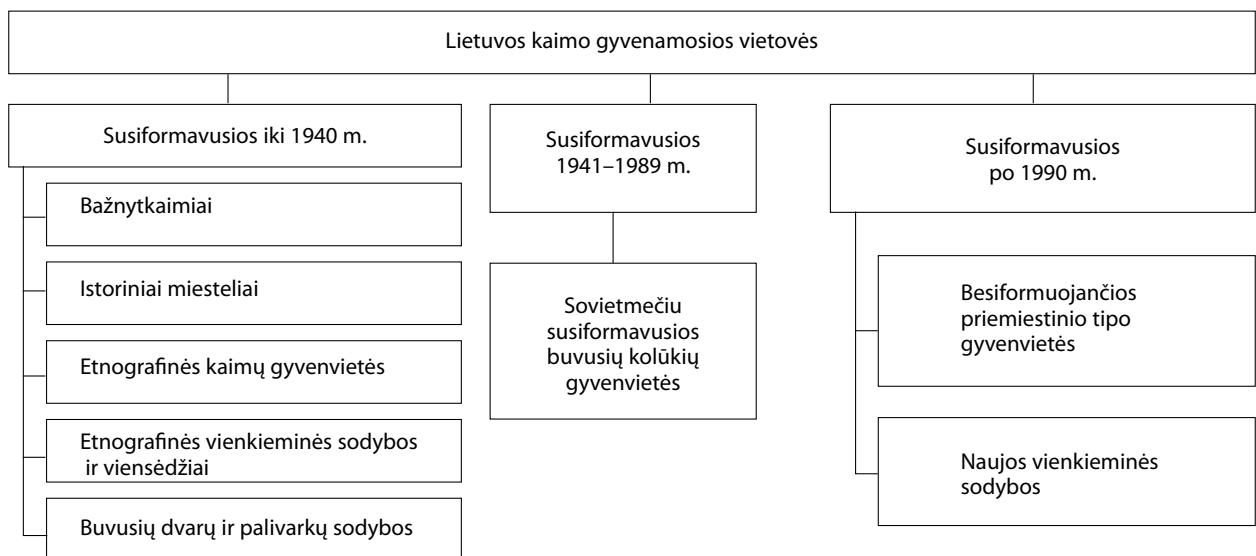 Lietuvos kaimo gyvenamosios vietovės
Susiformavusios iki 1940 m.
Bažnytkaimiai
Istoriniai miesteliai
Etnografinės kaimų gyvenvietės
Etnografinės vienkieminės sodybos
ir viensėdžiai
Buvusių dvarų ir palivarkų sodybos
Susiformavusios
1941–1989 m.
Sovietmečiu
susiformavusios
buvusių kolūkių
gyvenvietės
Susiformavusios
po 1990 m.
Besiformuojančios
priemiestinio tipo
gyvenvietės
Naujos vienkieminės
sodybos